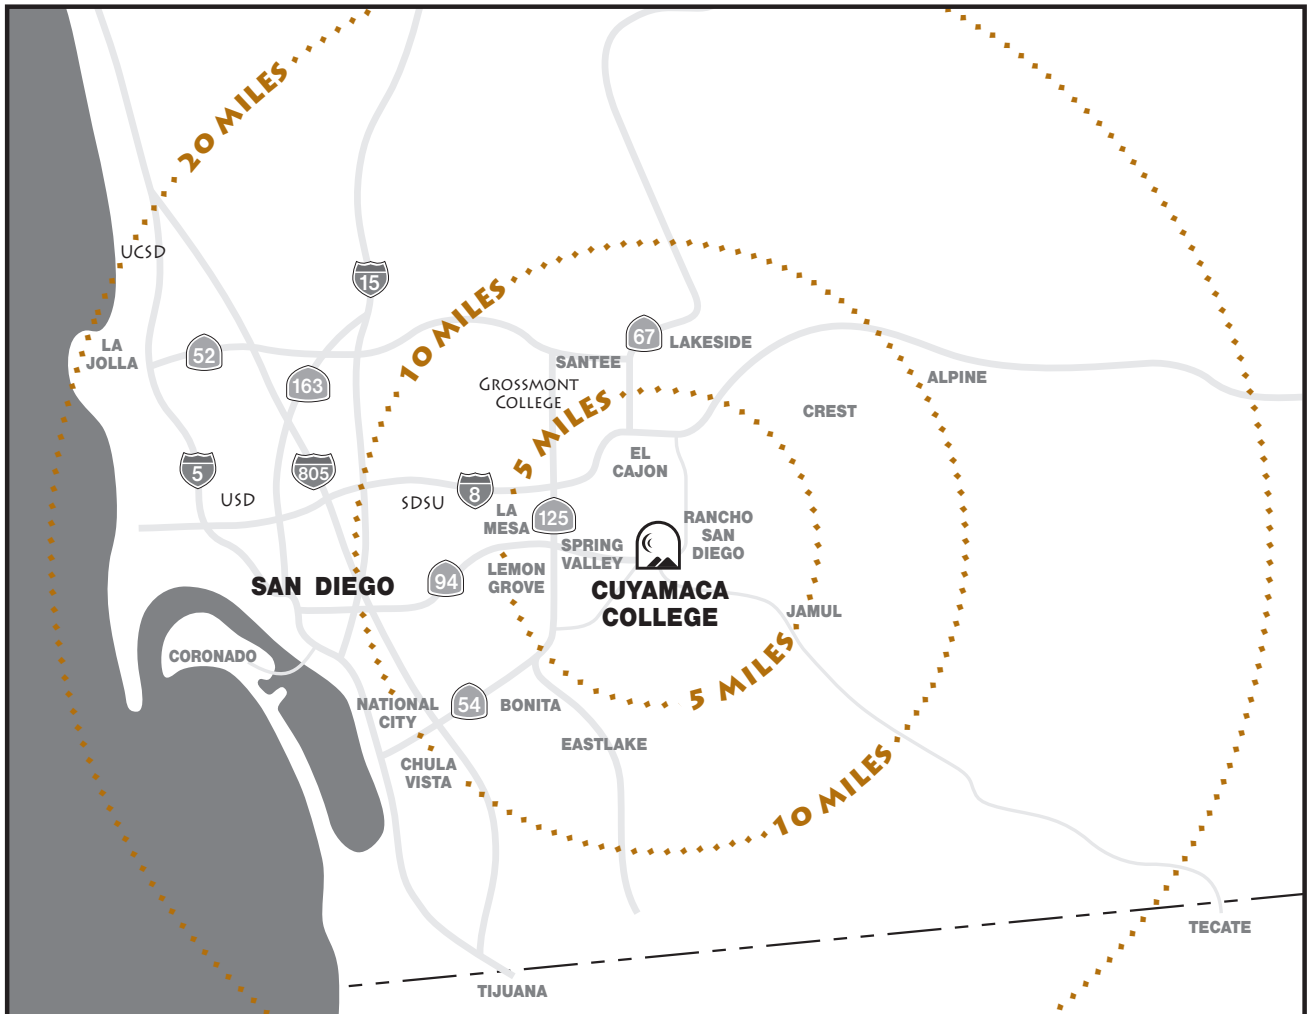 20 MILES
UCSD
15
10 MILES
67
LAKESIDE
LA
JOLLA
52
SANTEE
163
GROSSMONT
COLLEGE
ALPINE
5 MILES
CREST
EL
CAJON
5
805
USD
SDSU
8
LA
MESA
125
RANCHO
SAN
DIEGO
SPRING
VALLEY
SAN DIEGO
94
LEMON
GROVE
CUYAMACA
COLLEGE
JAMUL
CORONADO
5 MILES
NATIONAL
CITY
54
BONITA
EASTLAKE
CHULA
VISTA
10 MILES
TECATE
TIJUANA